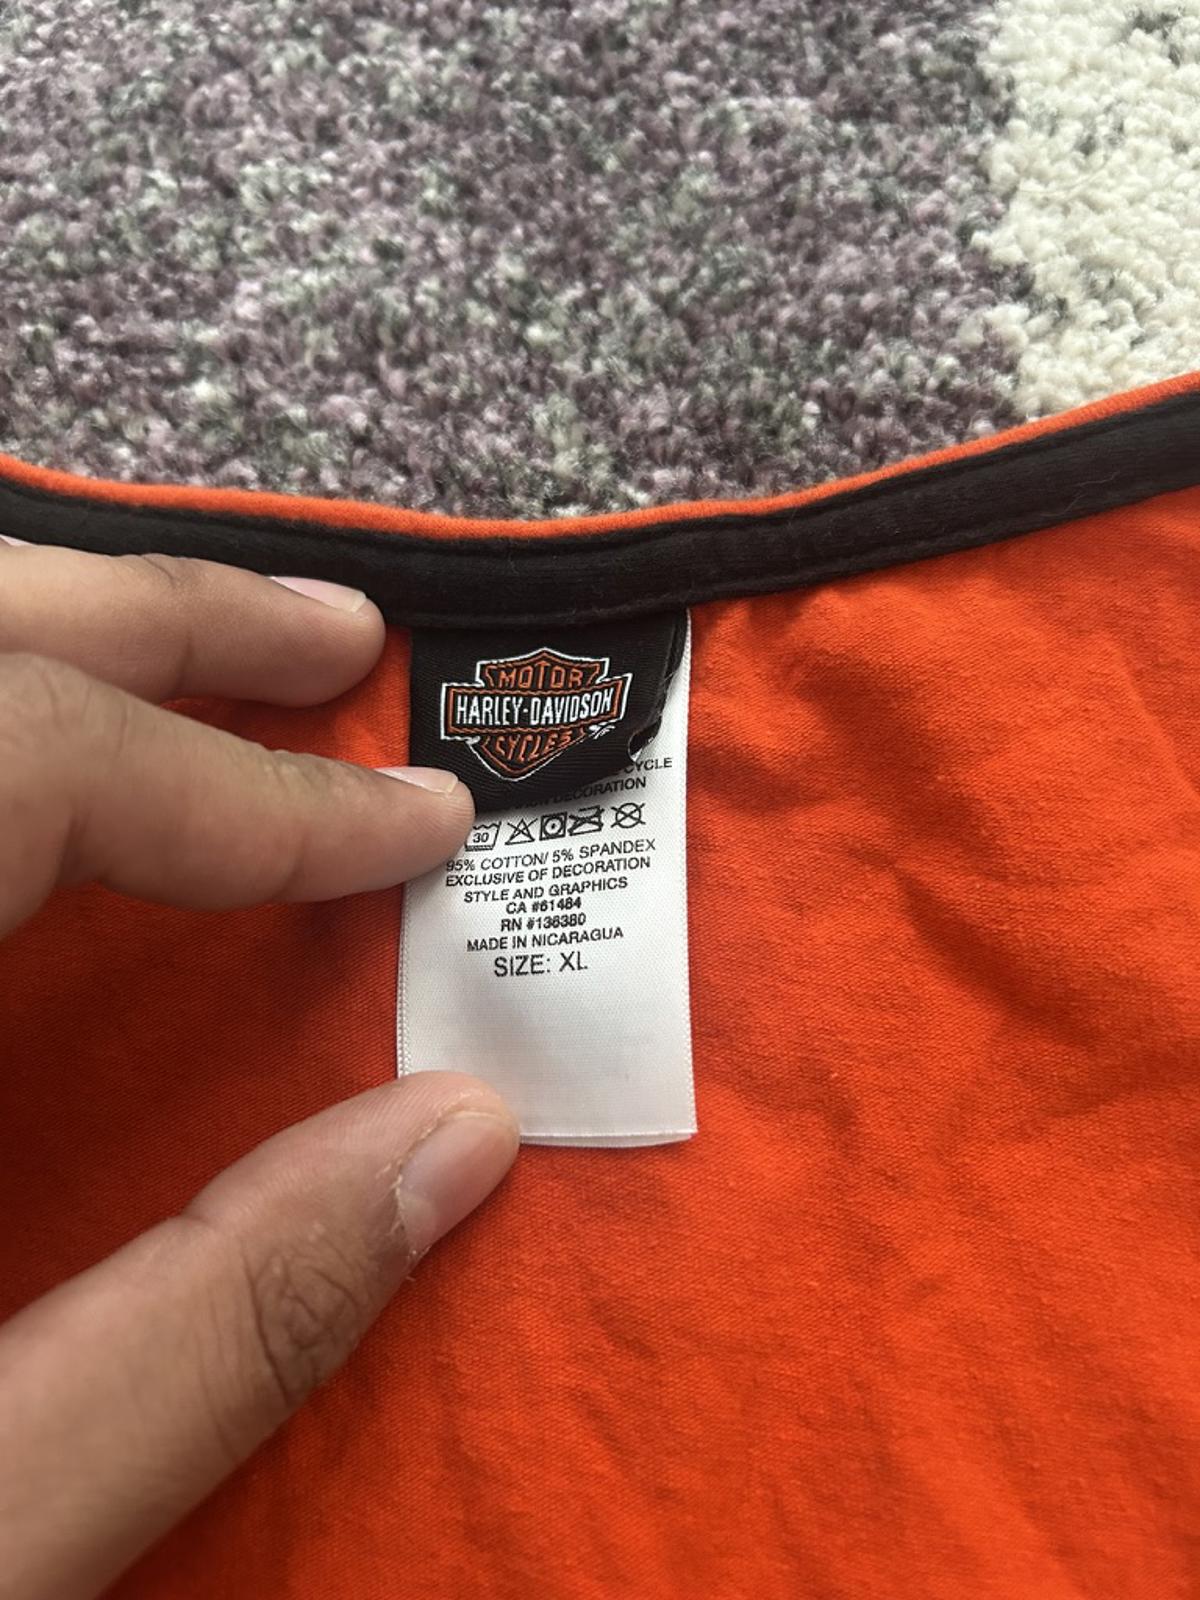 MOTOR
HARLEY-DAVIDSON
CYCLES
CYCLE
DECORATION
30
95% COTTON/ 5% SPANDEX
EXCLUSIVE OF DECORATION
STYLE AND GRAPHICS
CA #61484
RN #136380
MADE IN NICARAGUA
SIZE: XL